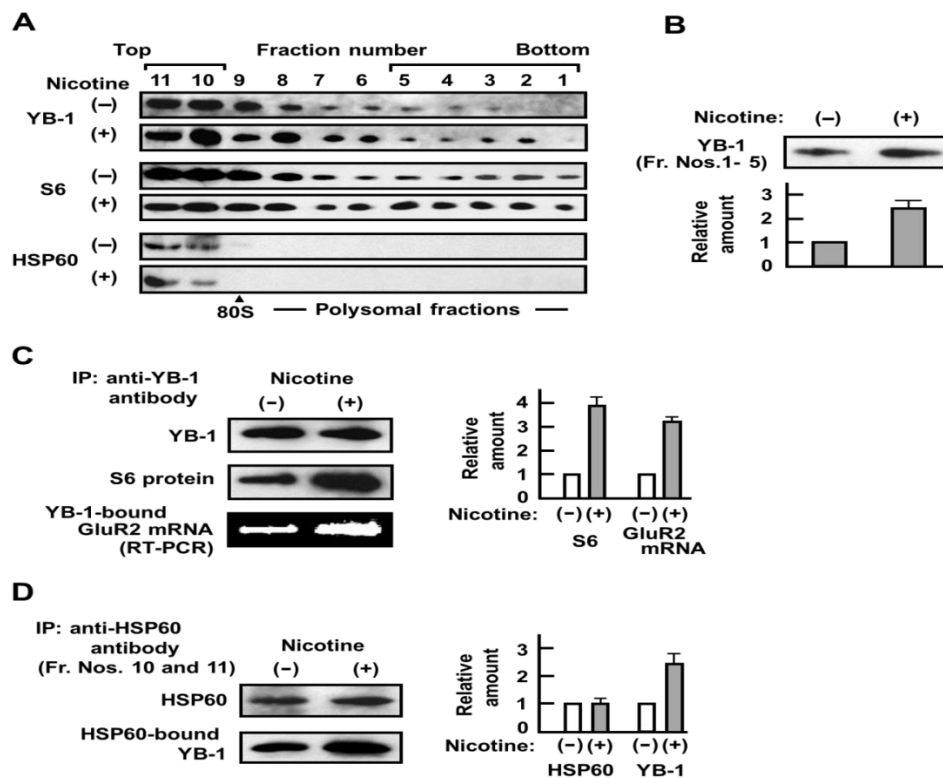 A
Top Fraction number Bottom
11 10 9 8 7 6 5 4 3 2 1
Nicotine
YB-1 (−)
(+)
S6 (−)
(+)
HSP60 (−)
(+)
80S — Polysomal fractions —
B
Nicotine: (−) (+)
YB-1
(Fr. Nos.1- 5)
Relative
amount
3
2
1
0
C
IP: anti-YB-1
antibody
Nicotine
(−) (+)
YB-1
S6 protein
YB-1-bound
GluR2 mRNA
(RT-PCR)
Relative
amount
4
3
2
1
0
Nicotine: (−) (+) (−) (+)
S6 GluR2
mRNA
D
IP: anti-HSP60
antibody
(Fr. Nos. 10 and 11)
Nicotine
(−) (+)
HSP60
HSP60-bound
YB-1
Relative
amount
3
2
1
0
Nicotine: (−) (+) (−) (+)
HSP60 YB-1